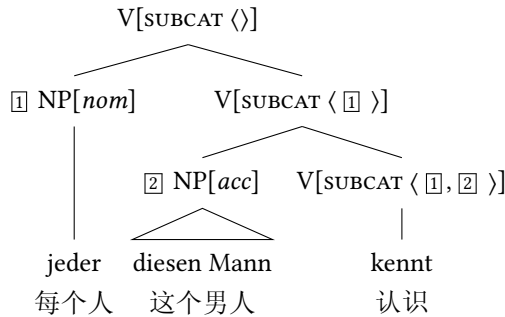 V[SUBCAT ⟨⟩]
1 NP[nom] V[SUBCAT ⟨ 1 ⟩]
2 NP[acc] V[SUBCAT ⟨ 1, 2 ⟩]
jeder diesen Mann kennt
每个人 这个男人 认识